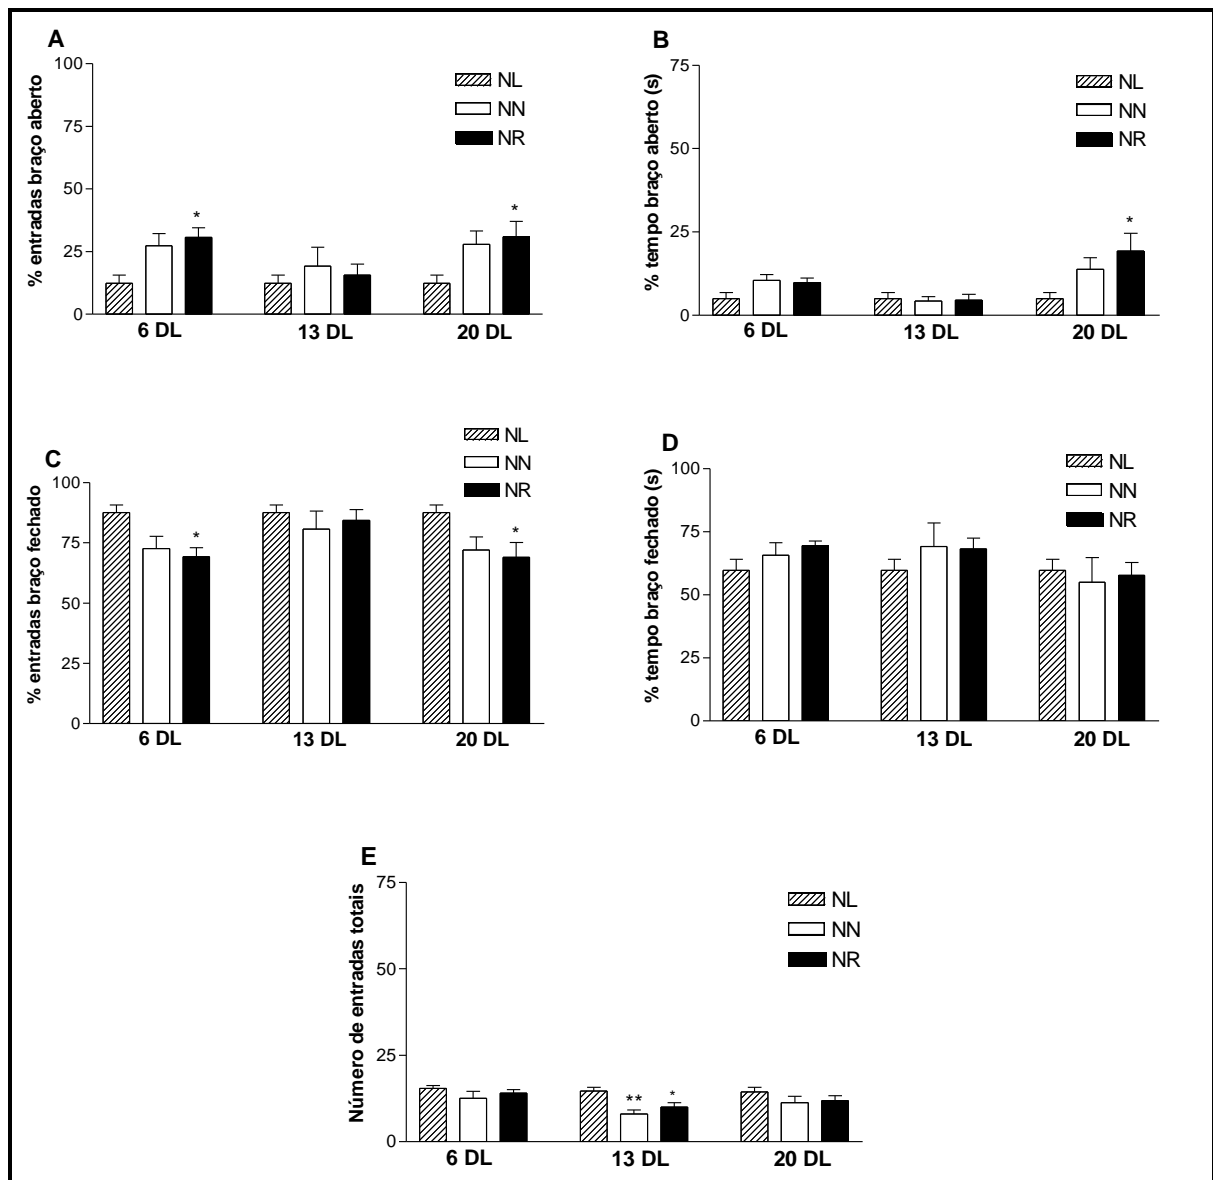 A
% entradas braço aberto
100
75
50
25
0
NL
NN
NR
*
*
6 DL
13 DL
20 DL
B
% tempo braço aberto (s)
75
50
25
0
NL
NN
NR
*
6 DL
13 DL
20 DL
C
% entradas braço fechado
100
75
50
25
0
NL
NN
NR
*
*
6 DL
13 DL
20 DL
D
% tempo braço fechado (s)
100
75
50
25
0
NL
NN
NR
6 DL
13 DL
20 DL
E
Número de entradas totais
75
50
25
0
NL
NN
NR
**
*
6 DL
13 DL
20 DL